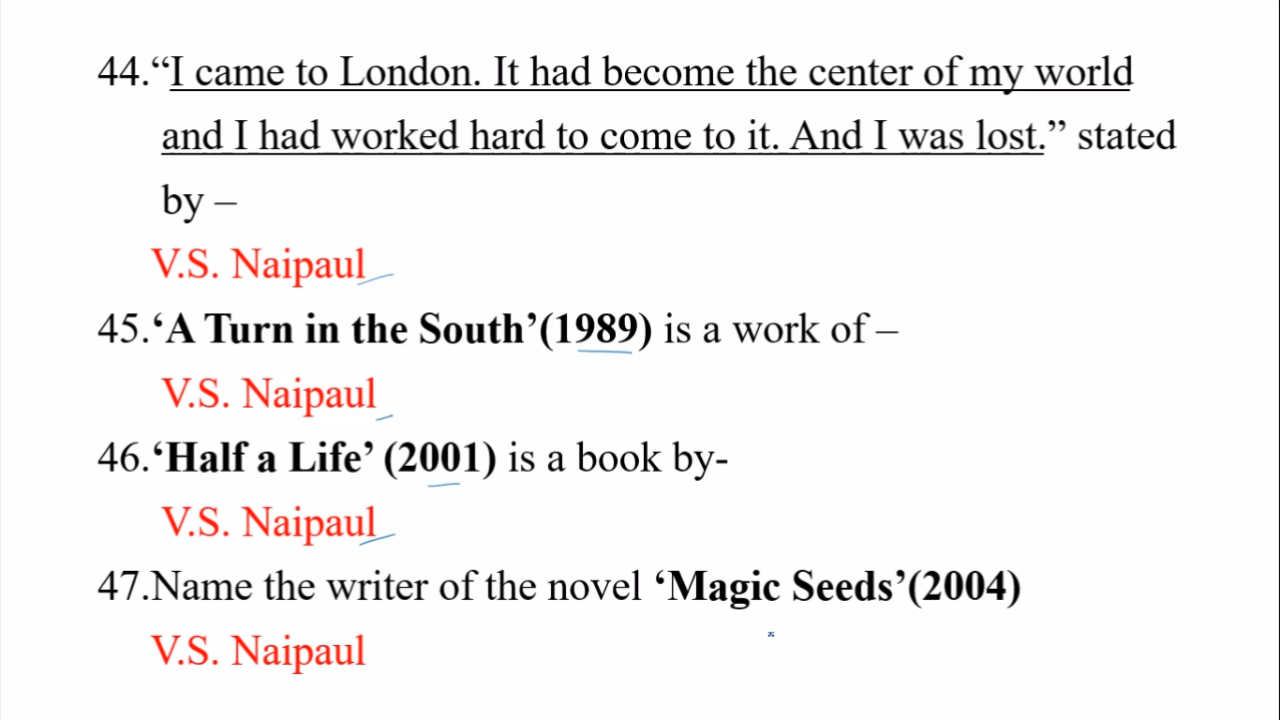 44.“I came to London. It had become the center of my world
and I had worked hard to come to it. And I was lost.” stated
by –
V.S. Naipaul
45.‘A Turn in the South’(1989) is a work of –
V.S. Naipaul
46.‘Half a Life’ (2001) is a book by-
V.S. Naipaul
47.Name the writer of the novel ‘Magic Seeds’(2004)
V.S. Naipaul